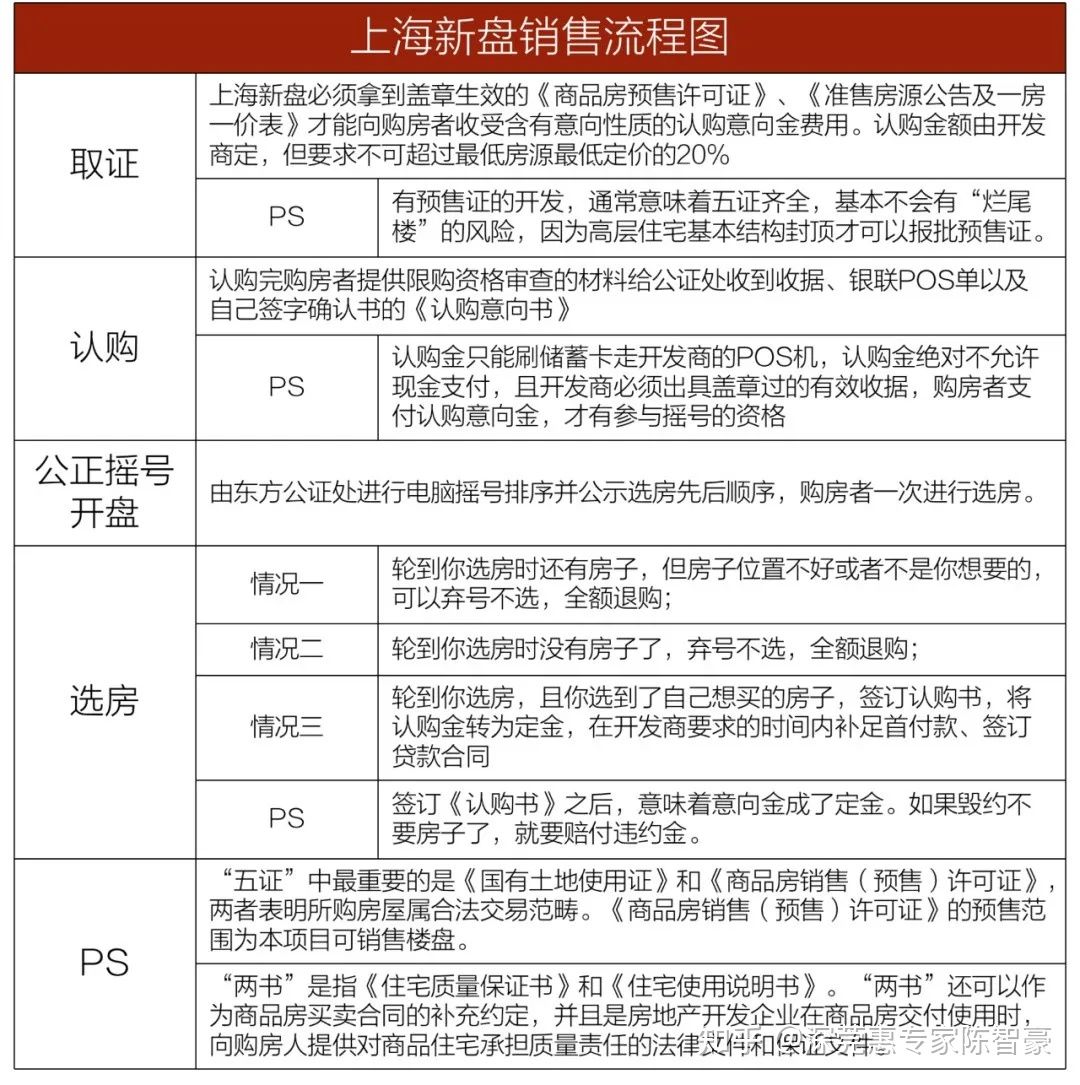 上海新盘销售流程图
取证
上海新盘必须拿到盖章生效的《商品房预售许可证》、《准售房源公告及一房
一价表》才能向购房者收受含有意向性质的认购意向金费用。认购金额由开发
商定，但要求不可超过最低房源最低定价的20%
PS
有预售证的开发，通常意味着五证齐全，基本不会有“烂尾
楼”的风险，因为高层住宅基本结构封顶才可以报批预售证。
认购
认购完购房者提供限购资格审查的材料给公证处收到收据、银联POS单以及
自己签字确认书的《认购意向书》
PS
认购金只能刷储蓄卡走开发商的POS机，认购金绝对不允许
现金支付，且开发商必须出具盖章过的有效收据，购房者支
付认购意向金，才有参与摇号的资格
公正摇号
开盘
由东方公证处进行电脑摇号排序并公示选房先后顺序，购房者一次进行选房。
选房
情况一
轮到你选房时还有房子，但房子位置不好或者不是你想要的，
可以弃号不选，全额退购；
情况二
轮到你选房时没有房子了，弃号不选，全额退购；
情况三
轮到你选房，且你选到了自己想买的房子，签订认购书，将
认购金转为定金，在开发商要求的时间内补足首付款、签订
贷款合同
PS
签订《认购书》之后，意味着意向金成了定金。如果毁约不
要房子了，就要赔付违约金。
PS
“五证”中最重要的是《国有土地使用证》和《商品房销售（预售）许可证》，
两者表明所购房屋属合法交易范畴。《商品房销售（预售）许可证》的预售范
围为本项目可销售楼盘。
“两书”是指《住宅质量保证书》和《住宅使用说明书》。“两书”还可以作
为商品房买卖合同的补充约定，并且是房地产开发企业在商品房交付使用时，
向购房人提供对商品住宅承担质量责任的法律文件和保证文件。
知乎 @深莞惠专家陈智豪